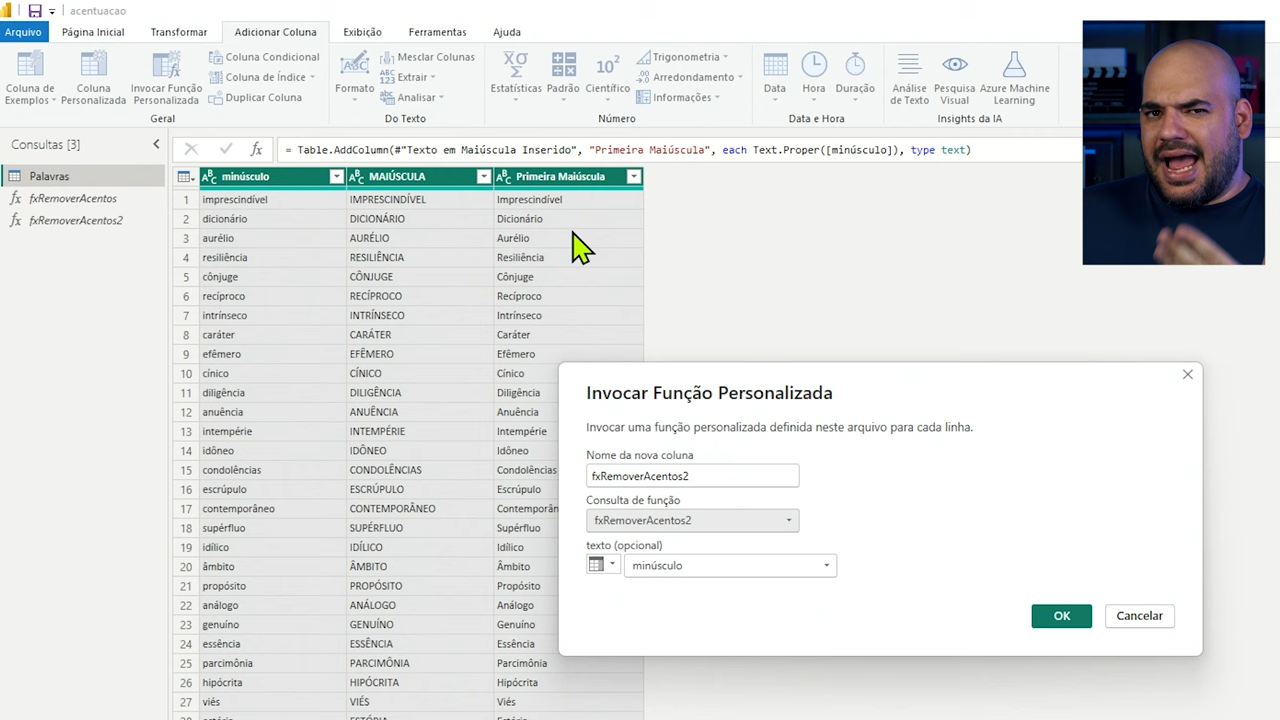 acentuacao
Arquivo Página Inicial Transformar Adicionar Coluna Exibição Ferramentas Ajuda
Coluna de Exemplos
Coluna Personalizada
Invocar Função Personalizada
Coluna Condicional
Coluna de Índice
Duplicar Coluna
Geral
Formato
ABC
Mesclar Colunas
Extrair
Analisar
Do Texto
Estatísticas
Padrão
Científico
Trigonometria
Arredondamento
Informações
Número
Data
Hora
Duração
Data e Hora
Análise de Texto
Pesquisa Visual
Azure Machine Learning
Insights da IA
Consultas [3]
Palavras
fxRemoverAcentos
fxRemoverAcentos2
= Table.AddColumn(#"Texto em Maiúscula Inserido", "Primeira Maiúscula", each Text.Proper([minúsculo]), type text)
minúsculo MAIÚSCULA Primeira Maiúscula
1 imprescindível IMPRESCINDÍVEL Imprescindível
2 dicionário DICIONÁRIO Dicionário
3 aurélio AURÉLIO Aurélio
4 resiliência RESILIÊNCIA Resiliência
5 cônjuge CÔNJUGE Cônjuge
6 recíproco RECÍPROCO Recíproco
7 intrínseco INTRÍNSECO Intrínseco
8 caráter CARÁTER Caráter
9 efêmero EFÊMERO Efêmero
10 cínico CÍNICO Cínico
11 diligência DILIGÊNCIA Diligência
12 anuência ANUÊNCIA Anuência
13 intempérie INTEMPÉRIE Intempérie
14 idôneo IDÔNEO Idôneo
15 condolências CONDOLÊNCIAS Condolências
16 escrúpulo ESCRÚPULO Escrúpulo
17 contemporâneo CONTEMPORÂNEO Contemporân
18 supérfluo SUPÉRFLUO Supérfluo
19 idílico IDÍLICO Idílico
20 âmbito ÂMBITO Âmbito
21 propósito PROPÓSITO Propósito
22 análogo ANÁLOGO Análogo
23 genuíno GENUÍNO Genuíno
24 essência ESSÊNCIA Essência
25 parcimônia PARCIMÔNIA Parcimônia
26 hipócrita HIPÓCRITA Hipócrita
27 viés VIÉS Viés
Invocar Função Personalizada
Invocar uma função personalizada definida neste arquivo para cada linha.
Nome da nova coluna
fxRemoverAcentos2
Consulta de função
fxRemoverAcentos2
texto (opcional)
minúsculo
OK Cancelar